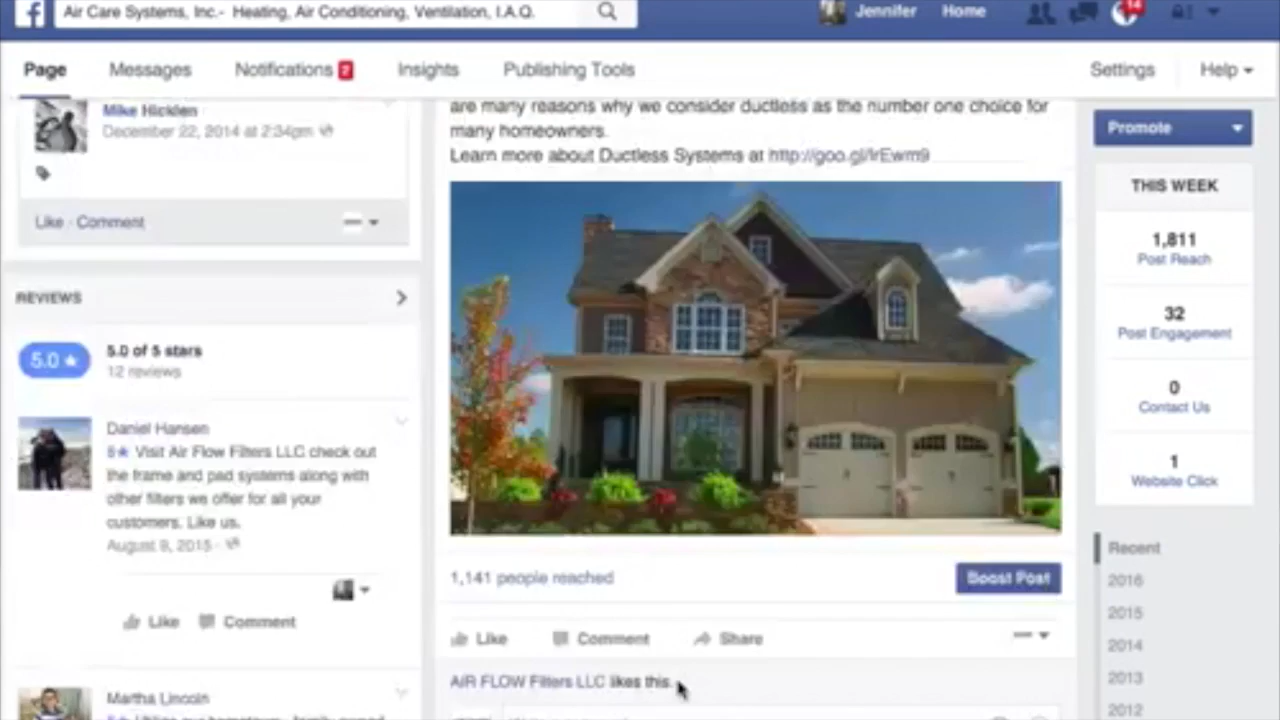 Air Care Systems, Inc.- Heating, Air Conditioning, Ventilation, I.A.Q.
Jennifer
Home
14
Page
Messages
Notifications 2
Insights
Publishing Tools
Settings
Help
Mike Hicklen
December 22, 2014 at 2:34pm
Like · Comment
REVIEWS
5.0 ★
5.0 of 5 stars
12 reviews
Daniel Hansen
5★ Visit Air Flow Filters LLC check out
the frame and pad systems along with
other filters we offer for all your
customers. Like us.
August 9, 2015 ·
Like Comment
Martha Lincoln
are many reasons why we consider ductless as the number one choice for
many homeowners.
Learn more about Ductless Systems at http://goo.gl/IrEwm9
1,141 people reached
Boost Post
Like Comment Share
AIR FLOW Filters LLC likes this.
Promote
THIS WEEK
1,811
Post Reach
32
Post Engagement
0
Contact Us
1
Website Click
Recent
2016
2015
2014
2013
2012